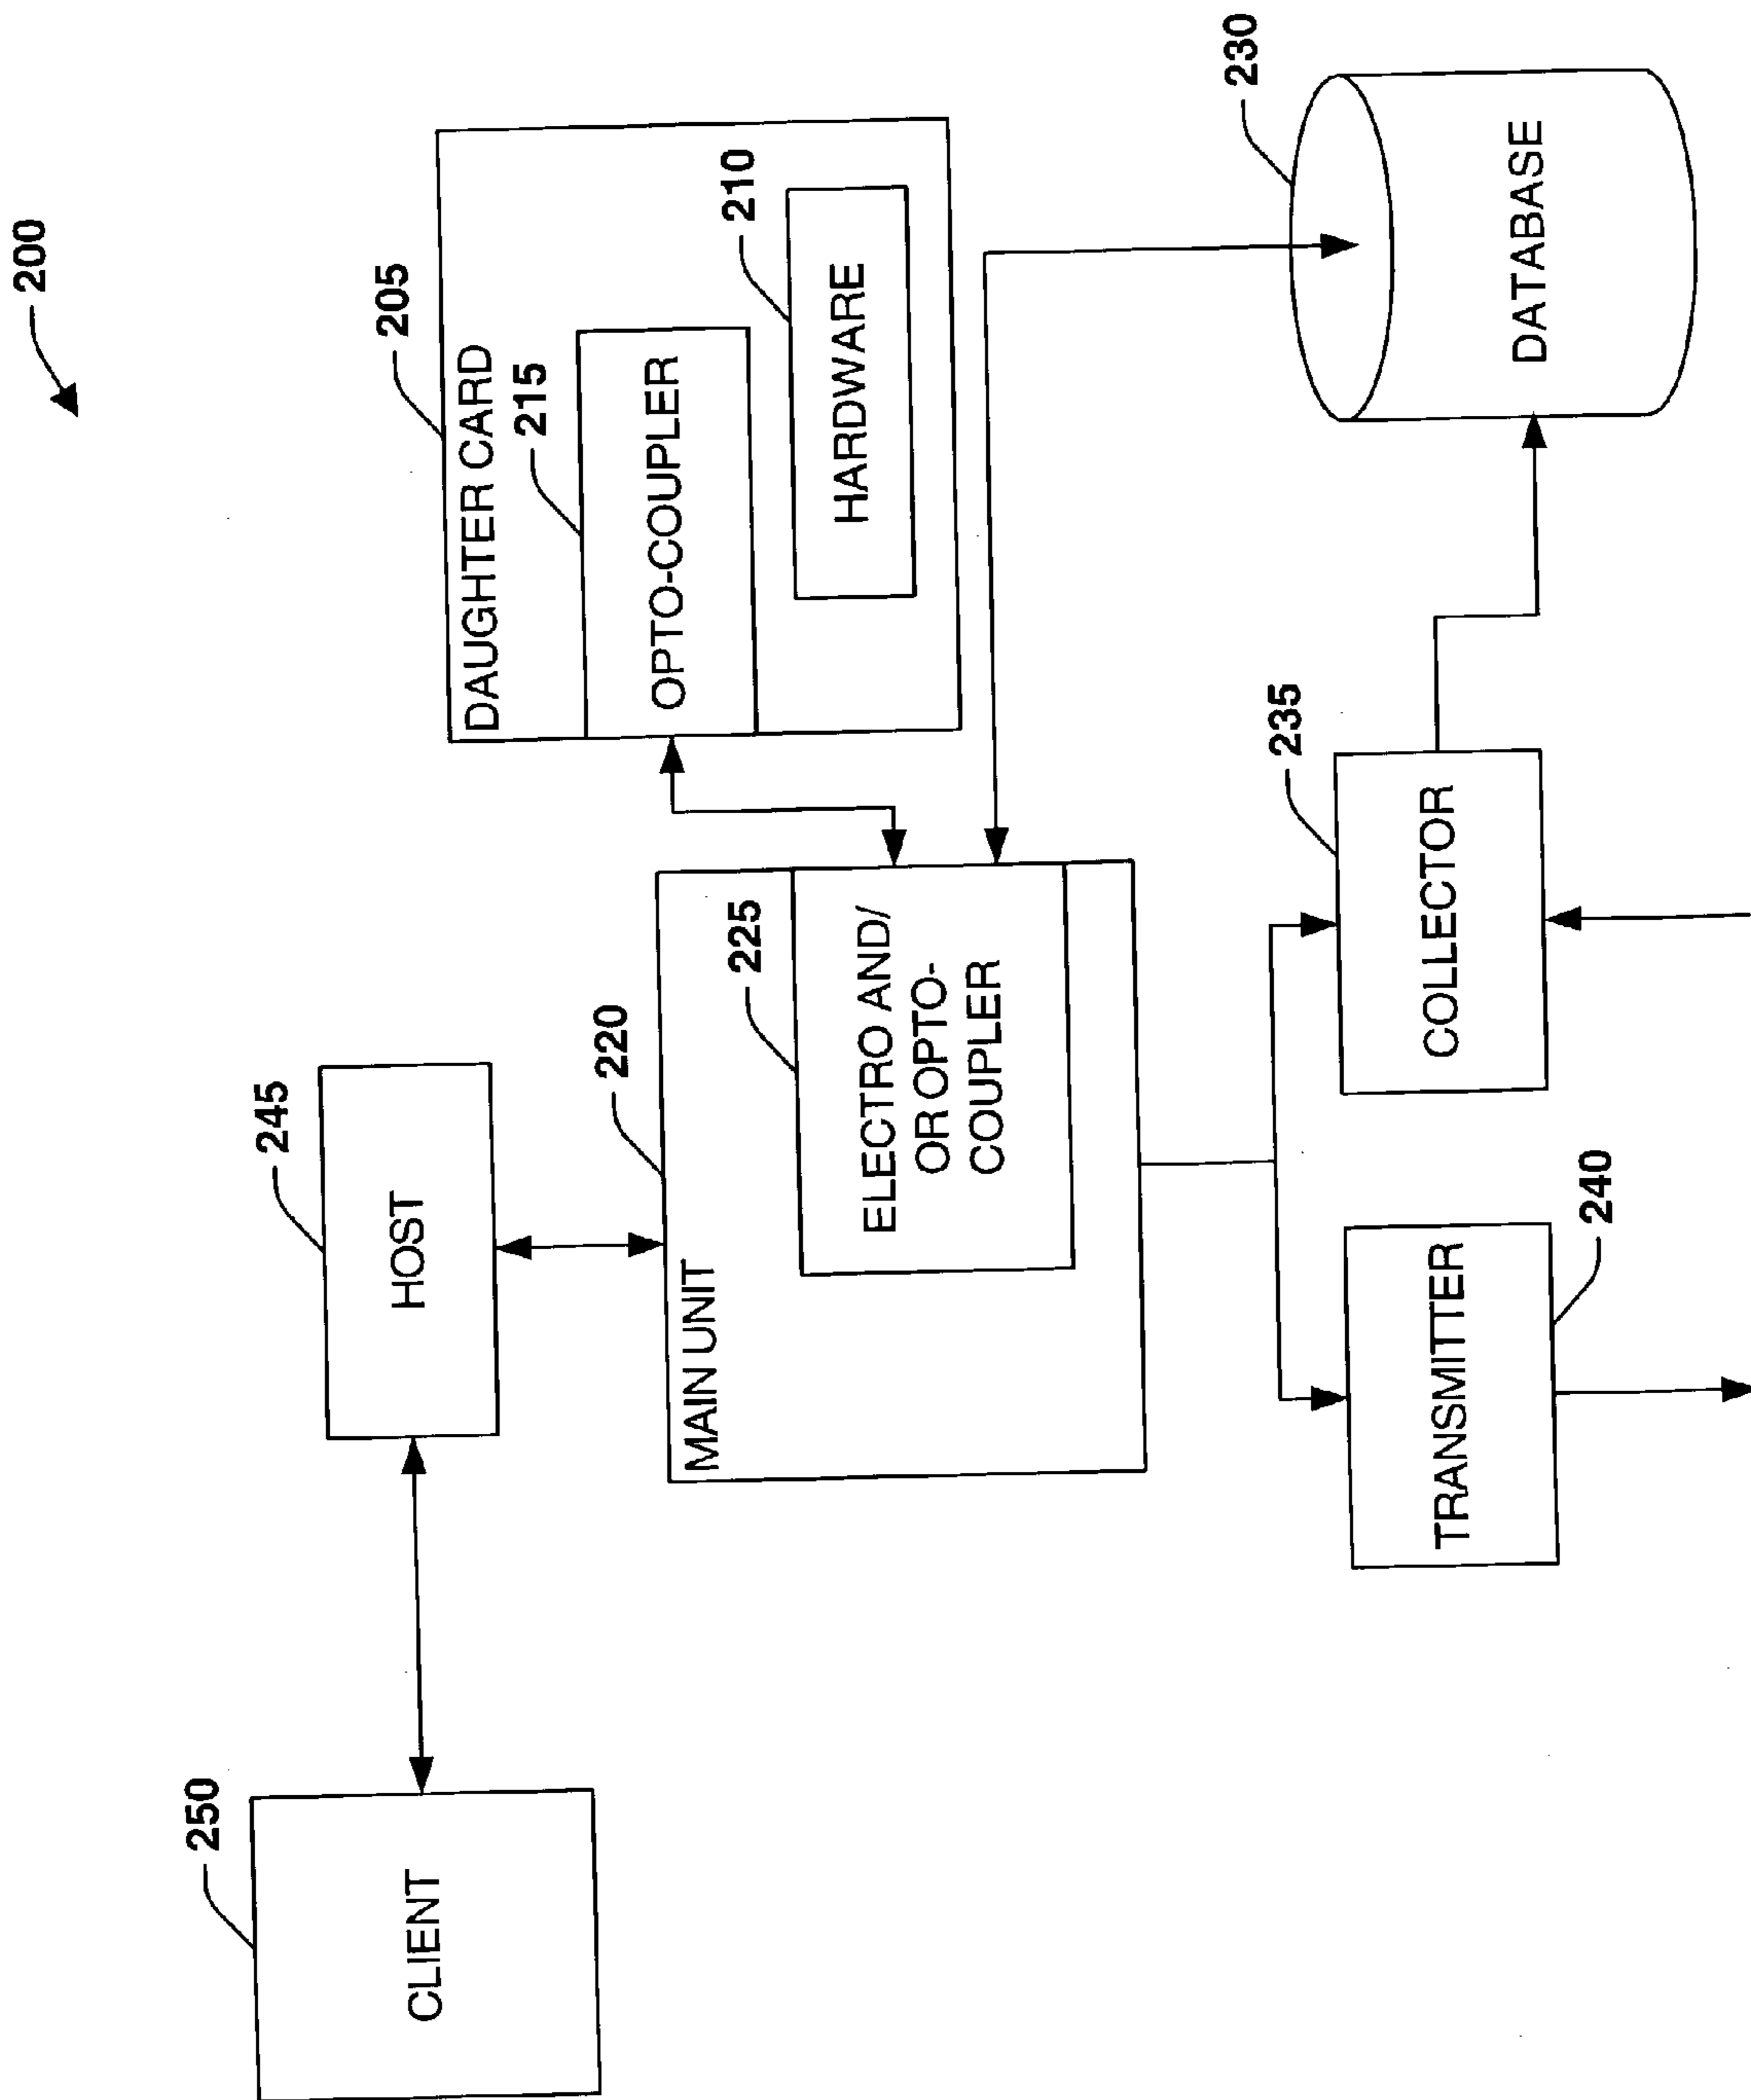 200
250
CLIENT
245
HOST
220
MAIN UNIT
225
ELECTRO AND/
OR OPTO-
COUPLER
205
DAUGHTER CARD
215
OPTO-COUPLER
210
HARDWARE
TRANSMITTER
240
235
COLLECTOR
230
DATABASE